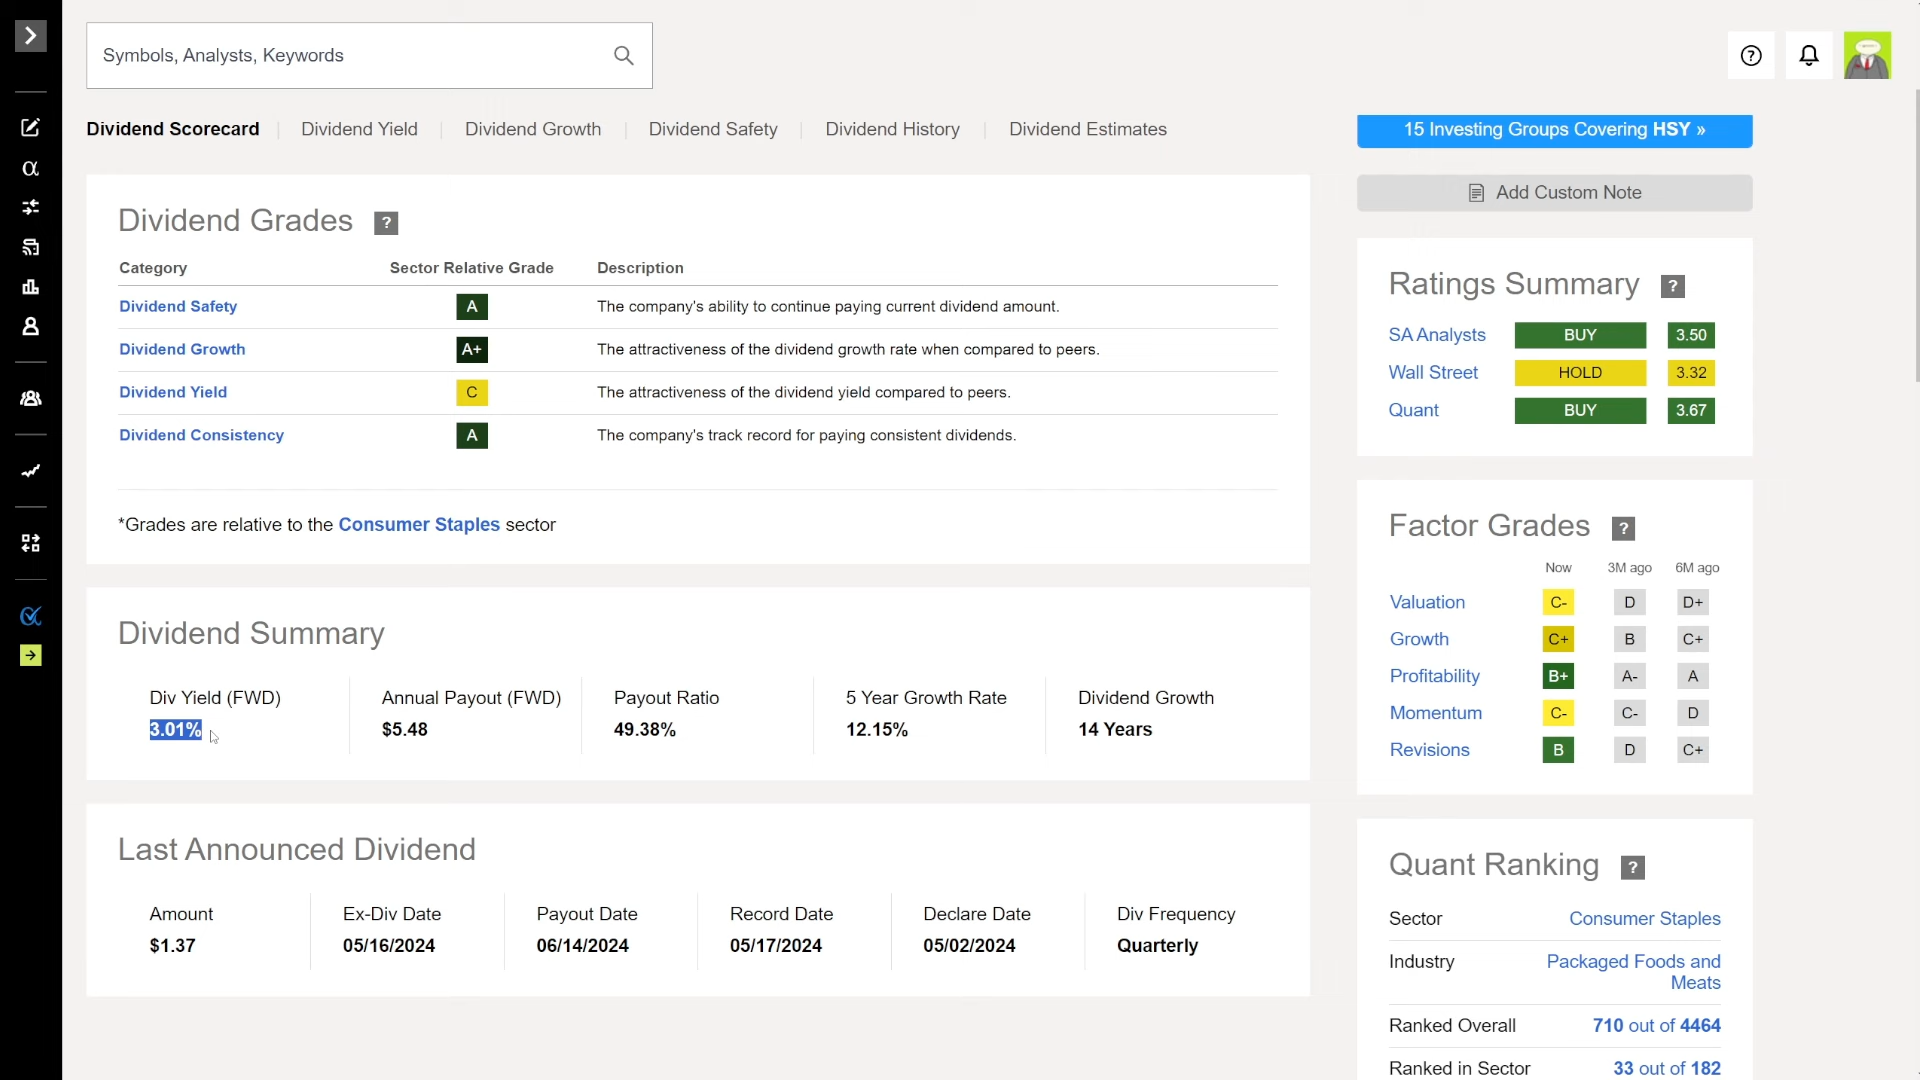 Symbols, Analysts, Keywords
Dividend Scorecard Dividend Yield Dividend Growth Dividend Safety Dividend History Dividend Estimates
15 Investing Groups Covering HSY »
Add Custom Note
Dividend Grades ?
Category Sector Relative Grade Description
Dividend Safety A The company's ability to continue paying current dividend amount.
Dividend Growth A+ The attractiveness of the dividend growth rate when compared to peers.
Dividend Yield C The attractiveness of the dividend yield compared to peers.
Dividend Consistency A The company's track record for paying consistent dividends.
*Grades are relative to the Consumer Staples sector
Dividend Summary
Div Yield (FWD) Annual Payout (FWD) Payout Ratio 5 Year Growth Rate Dividend Growth
3.01% $5.48 49.38% 12.15% 14 Years
Last Announced Dividend
Amount Ex-Div Date Payout Date Record Date Declare Date Div Frequency
$1.37 05/16/2024 06/14/2024 05/17/2024 05/02/2024 Quarterly
Ratings Summary ?
SA Analysts BUY 3.50
Wall Street HOLD 3.32
Quant BUY 3.67
Factor Grades ?
Now 3M ago 6M ago
Valuation C- D D+
Growth C+ B C+
Profitability B+ A- A
Momentum C- C- D
Revisions B D C+
Quant Ranking ?
Sector Consumer Staples
Industry Packaged Foods and
Meats
Ranked Overall 710 out of 4464
Ranked in Sector 33 out of 182